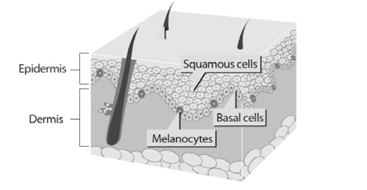 Squamous cells
Epidermis
Basal cells
Dermis
Melanocytes